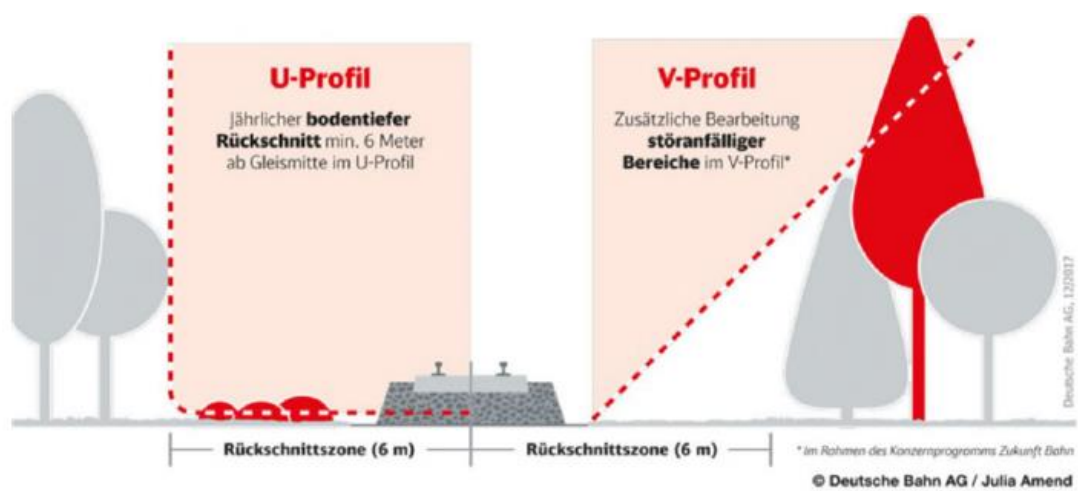 U-Profil
Jährlicher bodentiefer
Rückschnitt min. 6 Meter
ab Gleismitte im U-Profil
V-Profil
Zusätzliche Bearbeitung
störanfälliger
Bereiche im V-Profil*
Rückschnittszone (6 m)
Rückschnittszone (6 m)
* Im Rahmen des Konzernprogramms Zukunft Bahn
Deutsche Bahn AG, 12/2017
© Deutsche Bahn AG / Julia Amend